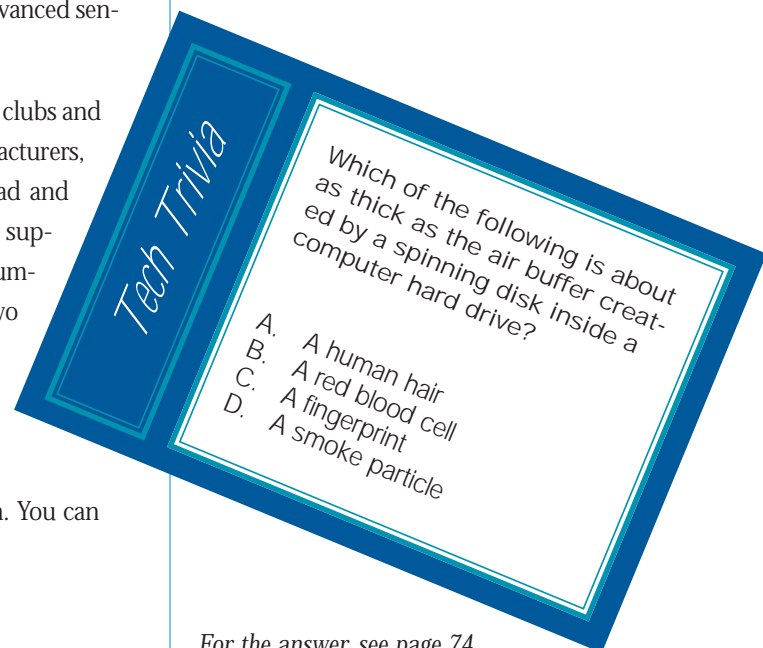 vanced sen-
clubs and
acturers,
ad and
sup-
um-
vo
. You can
Tech Trivia
Which of the following is about
as thick as the air buffer creat-
ed by a spinning disk inside a
computer hard drive?
A. A human hair
B. A red blood cell
C. A fingerprint
D. A smoke particle
For the answer, see page 74